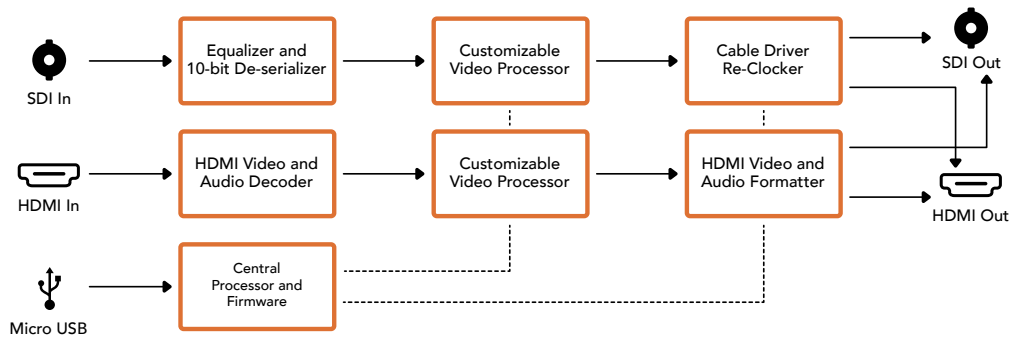 SDI In
Equalizer and
10-bit De-serializer
Customizable
Video Processor
Cable Driver
Re-Clocker
SDI Out
HDMI In
HDMI Video and
Audio Decoder
Customizable
Video Processor
HDMI Video and
Audio Formatter
HDMI Out
Micro USB
Central
Processor and
Firmware